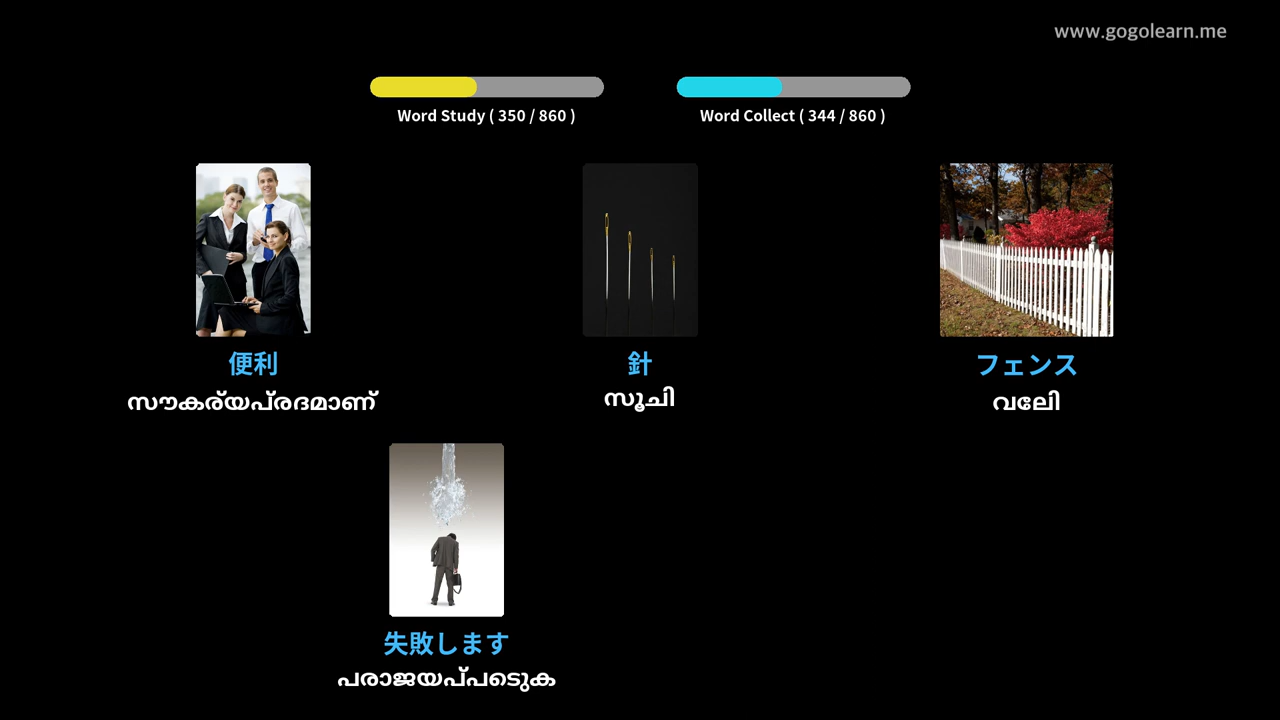 www.gogolearn.me
Word Study ( 350 / 860 )
Word Collect ( 344 / 860 )
便利
സൗകര്യപ്രദമാണ്
針
സൂചി
フェンス
വേലി
失敗します
പരാജയപ്പെടുക